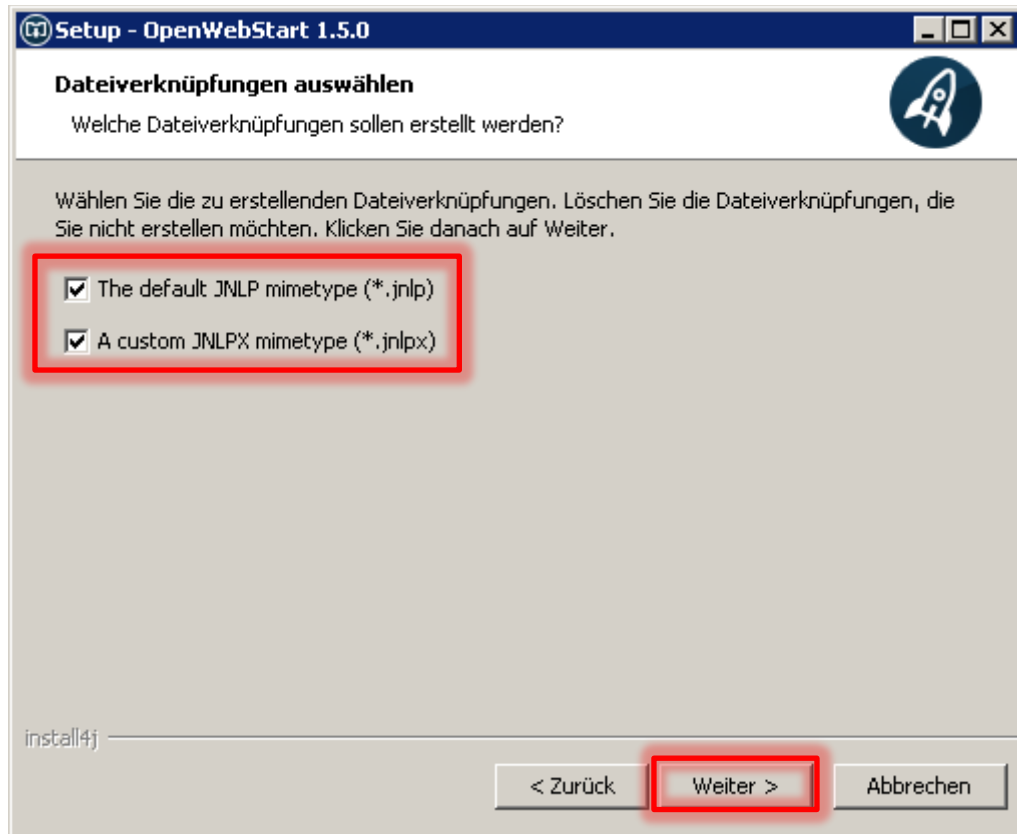 Setup - OpenWebStart 1.5.0
Dateiverknüpfungen auswählen
Welche Dateiverknüpfungen sollen erstellt werden?
Wählen Sie die zu erstellenden Dateiverknüpfungen. Löschen Sie die Dateiverknüpfungen, die
Sie nicht erstellen möchten. Klicken Sie danach auf Weiter.
The default JNLP mimetype (*.jnlp)
A custom JNLPX mimetype (*.jnlpx)
install4j
< Zurück Weiter > Abbrechen